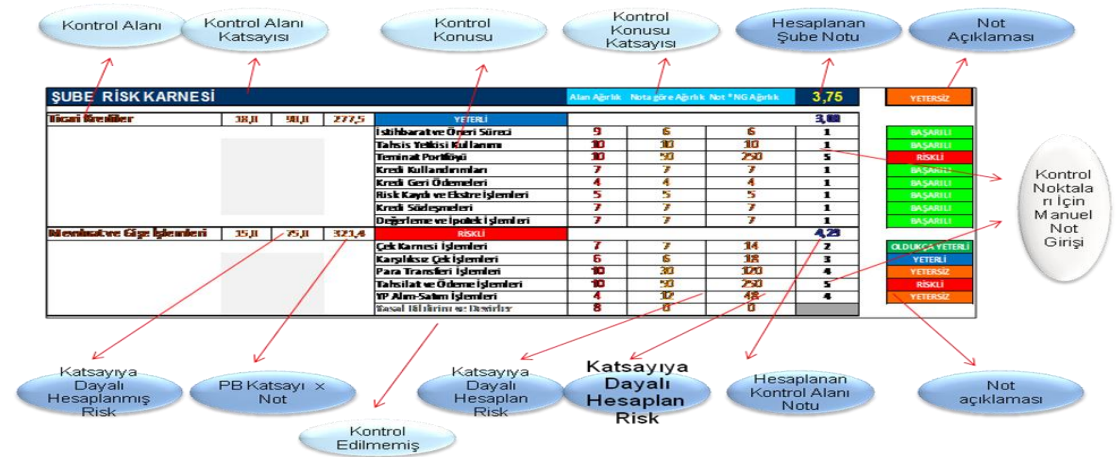 Kontrol Alanı
Kontrol Alanı
Katsayısı
Kontrol
Konusu
Kontrol
Konusu
Katsayısı
Hesaplanan
Şube Notu
Not
Açıklaması
ŞUBE RİSK KARNESİ Alan Ağırlık Nota göre Ağırlık Not * NG Ağırlık 3,75 YETERSİZ
Ticari Krediler 18,0 90,0 277,5 YETERLİ
İstihbarat ve Öneri Süreci 9 6 6 1 BAŞARILI
Tahsis Yetkisi Kullanımı 10 10 10 1 BAŞARILI
Teminat Portföyü 10 50 250 5 RİSKLİ
Kredi Kullandırımları 7 7 7 1 BAŞARILI
Kredi Geri Ödemeleri 4 4 4 1 BAŞARILI
Risk Kaydı ve Ekstre İşlemleri 5 5 5 1 BAŞARILI
Kredi Sözleşmeleri 7 7 7 1 BAŞARILI
Değerleme ve İpotek İşlemleri 7 7 7 1 BAŞARILI
Mevduat ve Gişe İşlemleri 15,0 75,0 321,4 RİSKLİ 4,29
Çek Karnesi İşlemleri 7 7 14 2 OLDUKÇA YETERLİ
Karşılıksız Çek İşlemleri 6 6 18 3 YETERLİ
Para Transferi İşlemleri 10 30 120 4 YETERSİZ
Tahsilat ve Ödeme İşlemleri 10 50 250 5 RİSKLİ
YP Alım-Satım İşlemleri 4 12 48 4 YETERSİZ
Yasal Bildirim ve Devirler 8 0 0
Kontrol
Noktala
rı İçin
Manuel
Not
Girişi
Katsayıya
Dayalı
Hesaplanmış
Risk
PB Katsayı x
Not
Kontrol
Edilmemiş
Katsayıya
Dayalı
Hesaplan
Risk
Katsayıya
Dayalı
Hesaplan
Risk
Hesaplanan
Kontrol Alanı
Notu
Not
açıklaması